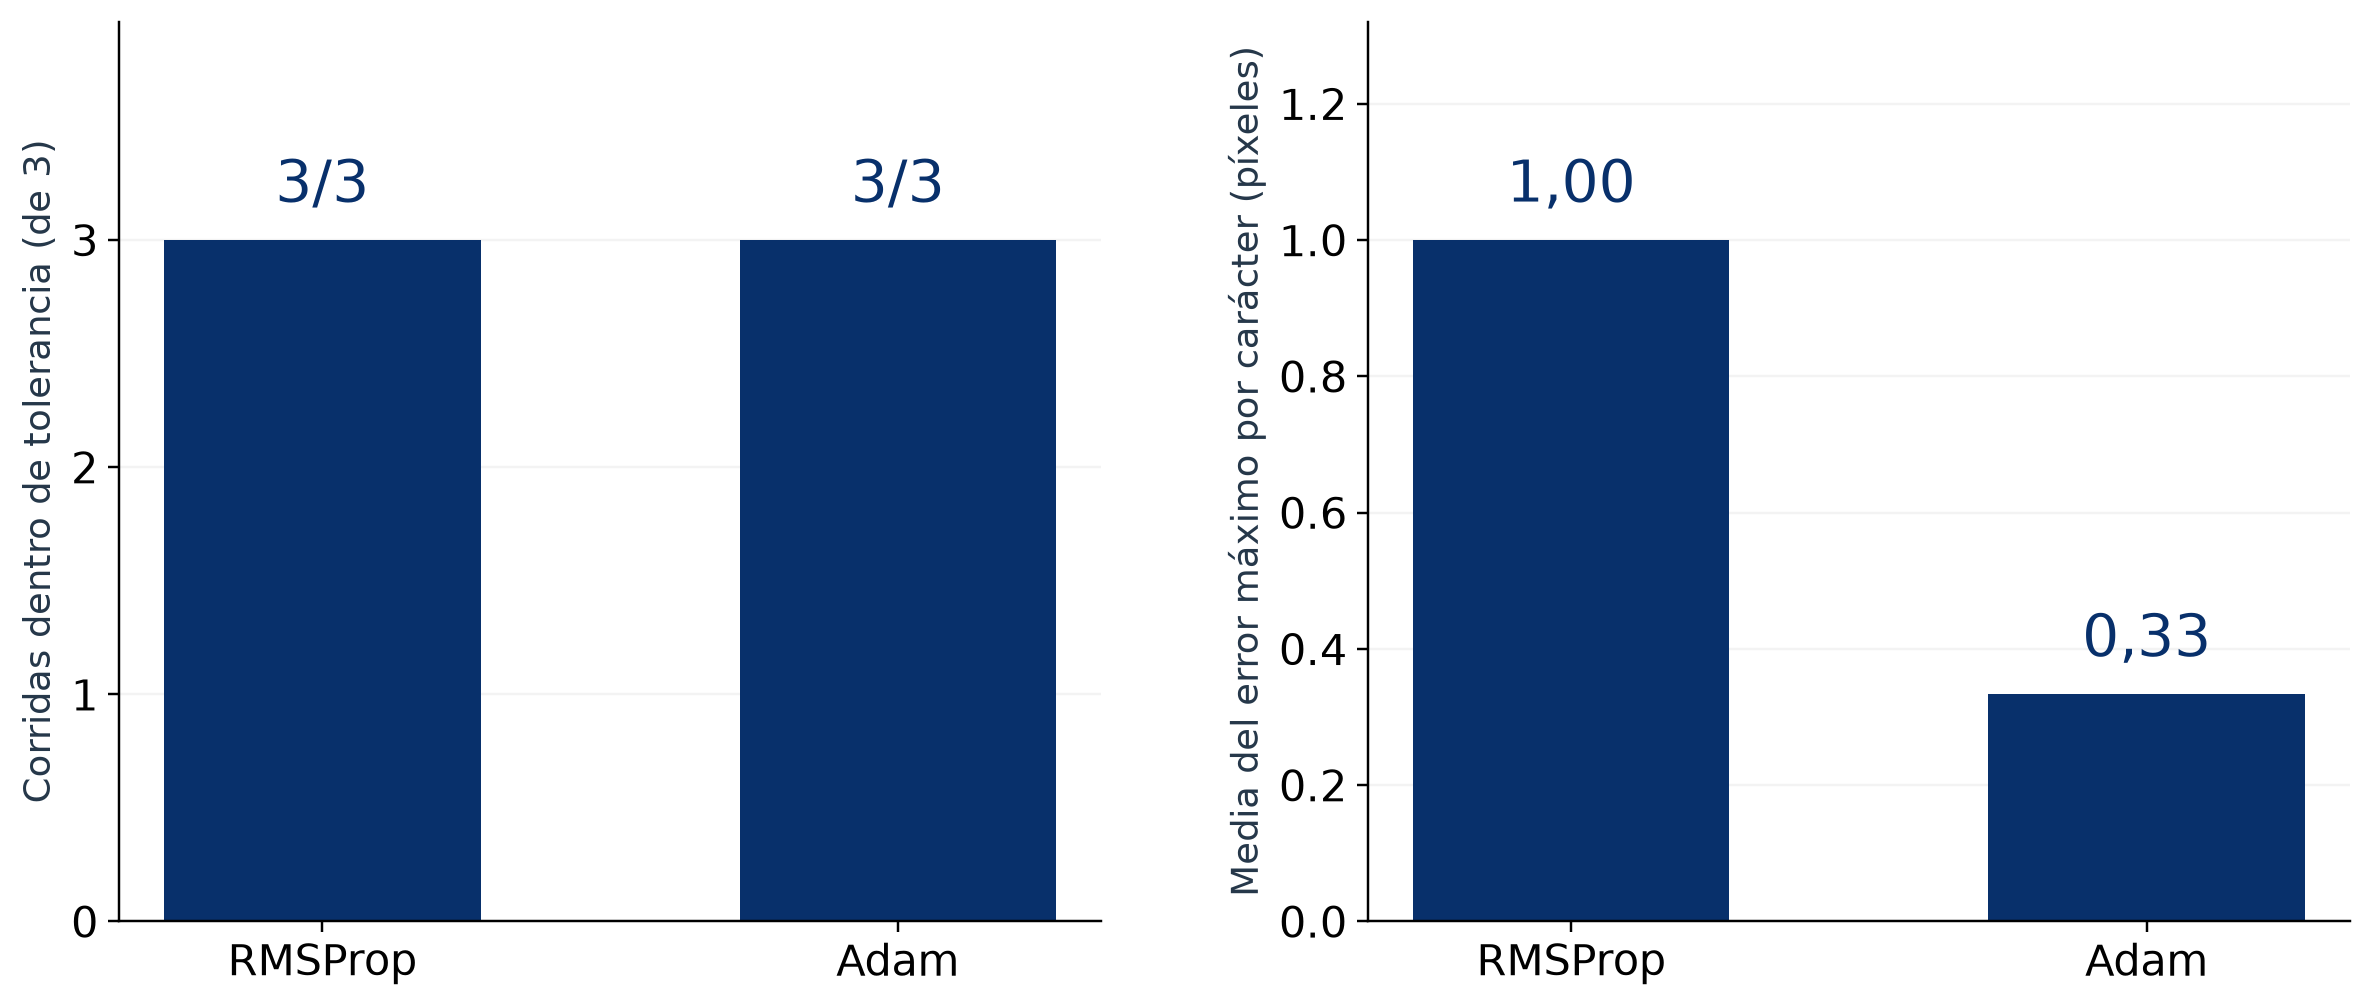 Corridas dentro de tolerancia (de 3)
3
2
1
0
3/3
3/3
RMSProp
Adam
Media del error máximo por carácter (píxeles)
1.2
1.0
0.8
0.6
0.4
0.2
0.0
1,00
0,33
RMSProp
Adam